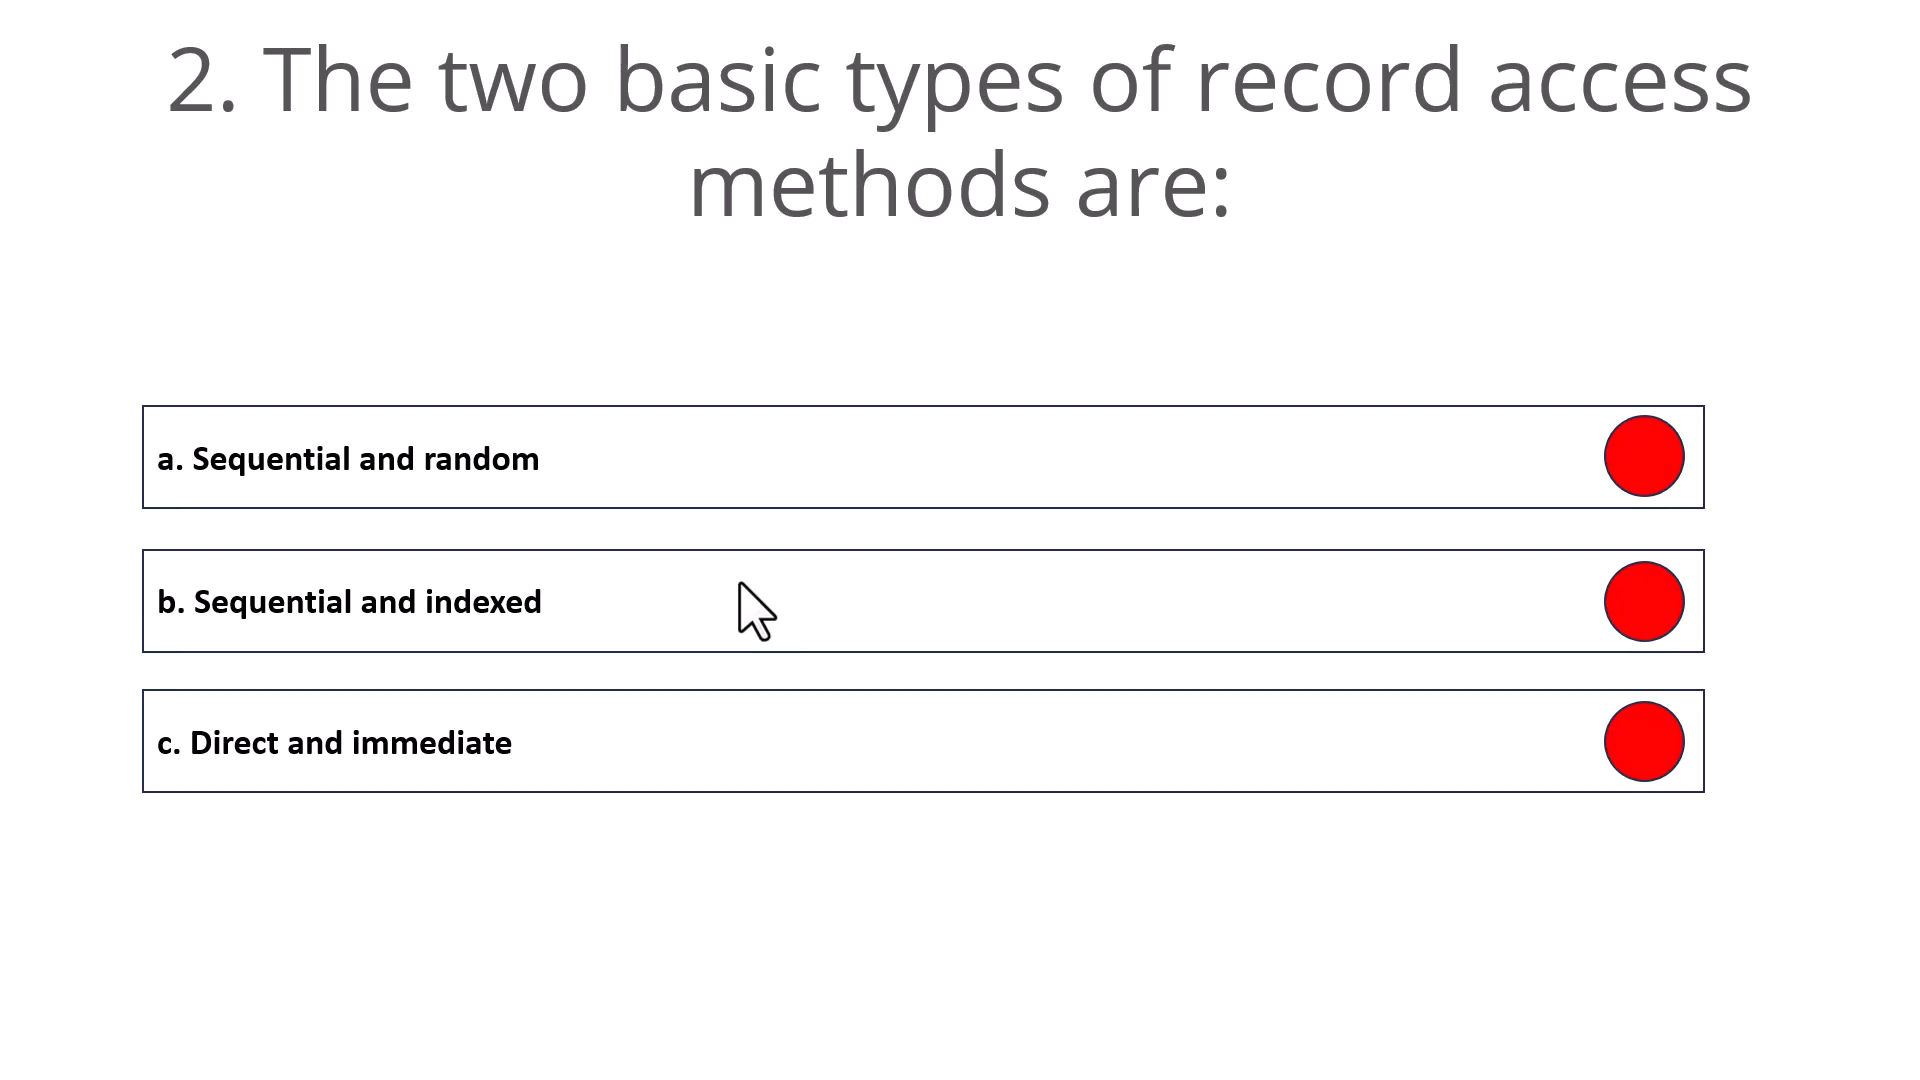 2. The two basic types of record access
methods are:
a. Sequential and random
b. Sequential and indexed
c. Direct and immediate